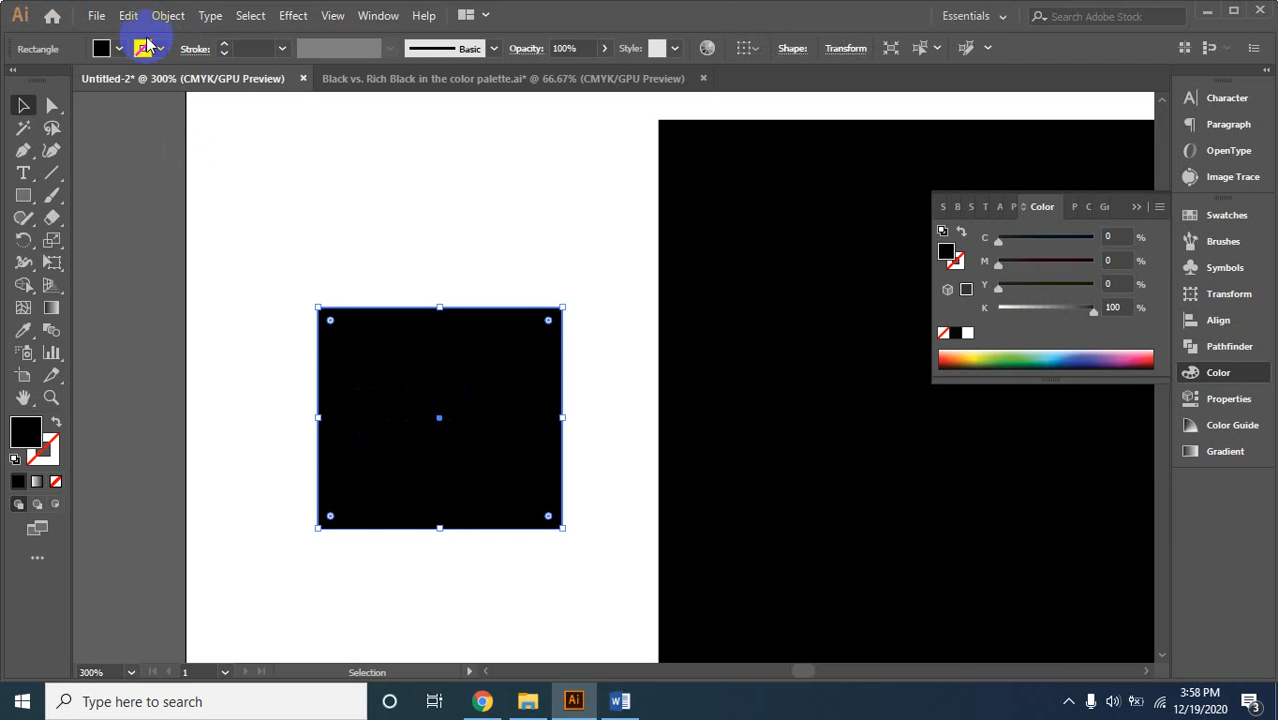 Ai File Edit Object Type Select Effect View Window Help Essentials Search Adobe Stock
Rectangle Stroke: Basic Opacity: 100% Style: Shape: Transform
Untitled-2* @ 300% (CMYK/GPU Preview) × Black vs. Rich Black in the color palette.ai* @ 66.67% (CMYK/GPU Preview) ×
Character
Paragraph
OpenType
Image Trace
S B S T A P Color P C Gr
C 0 %
M 0 %
Y 0 %
K 100 %
Swatches
Brushes
Symbols
Transform
Align
Pathfinder
Color
Properties
Color Guide
Gradient
300% 1 Selection
Type here to search
Ai
W
3:58 PM
12/19/2020
3